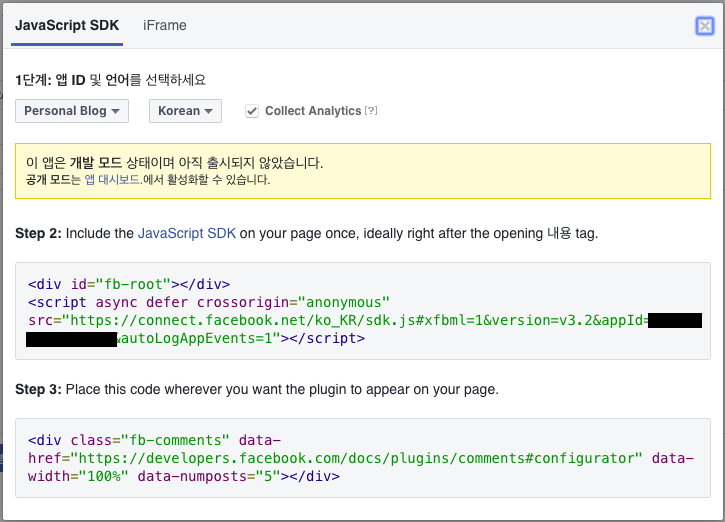 JavaScript SDK iFrame
1단계: 앱 ID 및 언어를 선택하세요
Personal Blog Korean Collect Analytics [?]
이 앱은 개발 모드 상태이며 아직 출시되지 않았습니다.
공개 모드는 앱 대시보드.에서 활성화할 수 있습니다.
Step 2: Include the JavaScript SDK on your page once, ideally right after the opening 내용 tag.
<div id="fb-root"></div>
<script async defer crossorigin="anonymous"
src="https://connect.facebook.net/ko_KR/sdk.js#xfbml=1&version=v3.2&appId=
&autoLogAppEvents=1"></script>
Step 3: Place this code wherever you want the plugin to appear on your page.
<div class="fb-comments" data-
href="https://developers.facebook.com/docs/plugins/comments#configurator" data-
width="100%" data-numposts="5"></div>